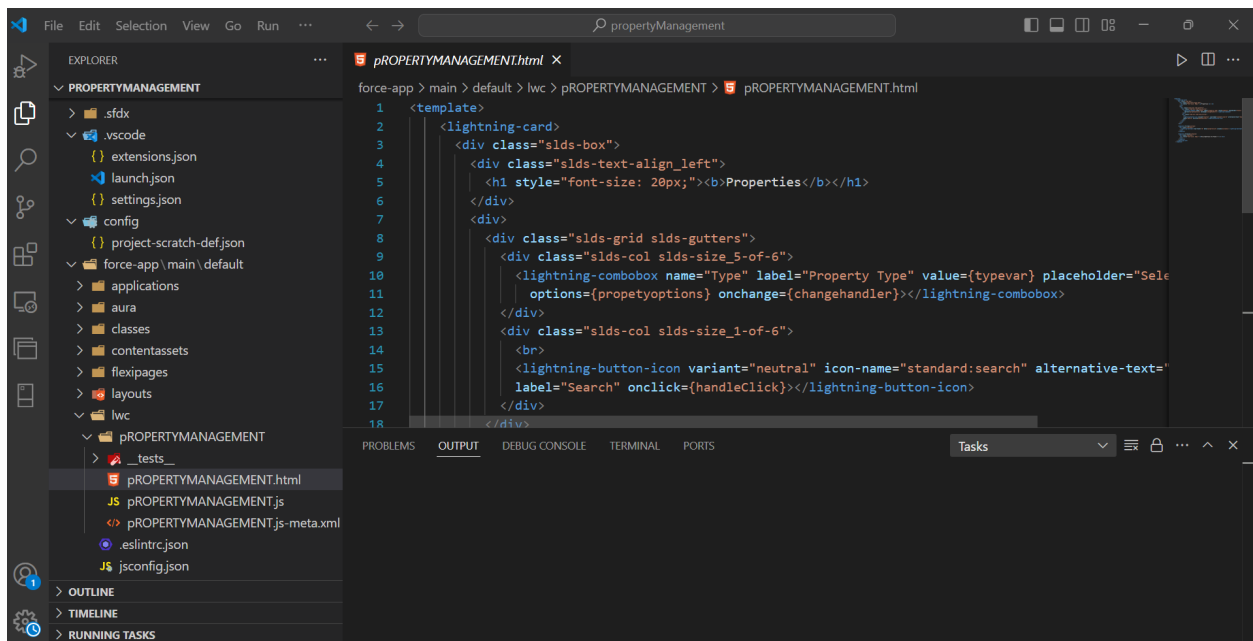 File Edit Selection View Go Run ··· propertyManagement
EXPLORER ···
PROPERTYMANAGEMENT
.sfdx
.vscode
{ } extensions.json
launch.json
{ } settings.json
config
{ } project-scratch-def.json
force-app\main\default
applications
aura
classes
contentassets
flexipages
layouts
lwc
pROPERTYMANAGEMENT
__tests__
pROPERTYMANAGEMENT.html
JS pROPERTYMANAGEMENT.js
</> pROPERTYMANAGEMENT.js-meta.xml
.eslintrc.json
JS jsconfig.json
OUTLINE
TIMELINE
RUNNING TASKS
1
pROPERTYMANAGEMENT.html
force-app > main > default > lwc > pROPERTYMANAGEMENT > pROPERTYMANAGEMENT.html
1 <template>
2 <lightning-card>
3 <div class="slds-box">
4 <div class="slds-text-align_left">
5 <h1 style="font-size: 20px;"><b>Properties</b></h1>
6 </div>
7 <div>
8 <div class="slds-grid slds-gutters">
9 <div class="slds-col slds-size_5-of-6">
10 <lightning-combobox name="Type" label="Property Type" value={typevar} placeholder="Sele
11 options={propetyoptions} onchange={changehandler}></lightning-combobox>
12 </div>
13 <div class="slds-col slds-size_1-of-6">
14 <br>
15 <lightning-button-icon variant="neutral" icon-name="standard:search" alternative-text="
16 label="Search" onclick={handleClick}></lightning-button-icon>
17 </div>
18 </div>
PROBLEMS OUTPUT DEBUG CONSOLE TERMINAL PORTS Tasks